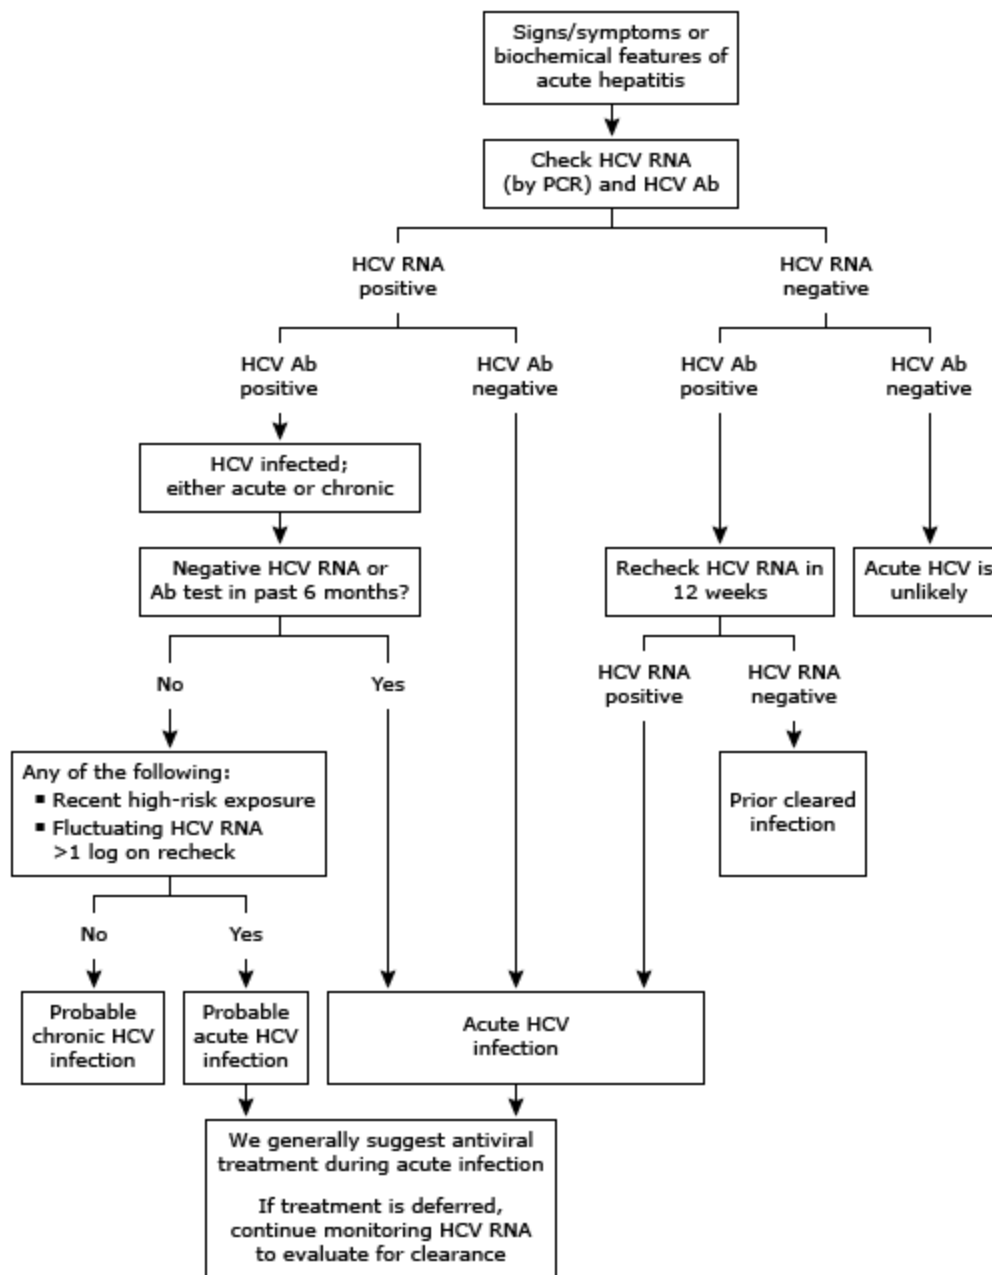 Signs/symptoms or
biochemical features of
acute hepatitis
Check HCV RNA
(by PCR) and HCV Ab
HCV RNA
positive
HCV RNA
negative
HCV Ab
positive
HCV Ab
negative
HCV Ab
positive
HCV Ab
negative
HCV infected;
either acute or chronic
Negative HCV RNA or
Ab test in past 6 months?
Recheck HCV RNA in
12 weeks
Acute HCV is
unlikely
No
Yes
HCV RNA
positive
HCV RNA
negative
Any of the following:
▪ Recent high-risk exposure
▪ Fluctuating HCV RNA
>1 log on recheck
Prior cleared
infection
No
Yes
Probable
chronic HCV
infection
Probable
acute HCV
infection
Acute HCV
infection
We generally suggest antiviral
treatment during acute infection
If treatment is deferred,
continue monitoring HCV RNA
to evaluate for clearance